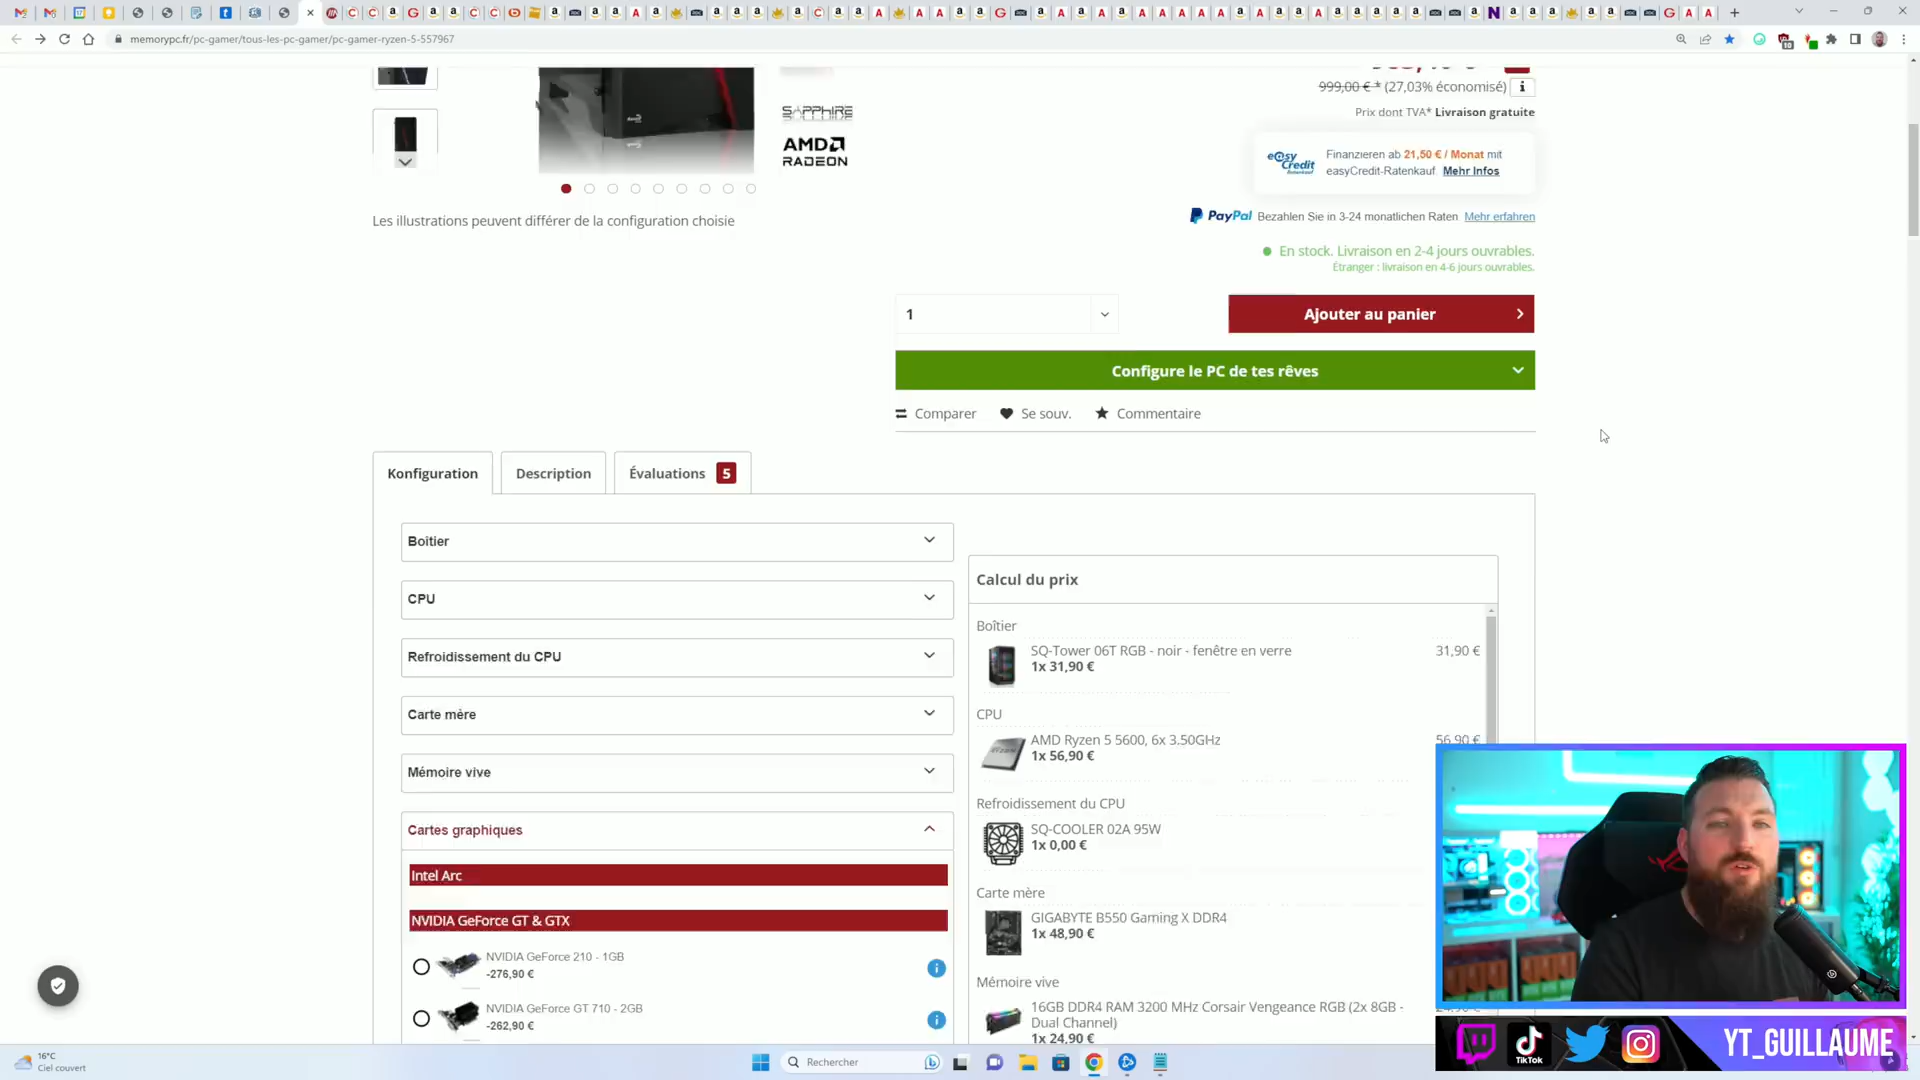 memorypc.fr/pc-gamer/tous-les-pc-gamer/pc-gamer-ryzen-5-557967
999,00 € * (27,03% économisé)
Prix dont TVA* Livraison gratuite
SAPPHIRE
AMD
RADEON
easy Credit Ratenkauf
Finanzieren ab 21,50 € / Monat mit
easyCredit-Ratenkauf. Mehr Infos
PayPal Bezahlen Sie in 3-24 monatlichen Raten Mehr erfahren
Les illustrations peuvent différer de la configuration choisie
En stock. Livraison en 2-4 jours ouvrables.
Étranger : livraison en 4-6 jours ouvrables.
1
Ajouter au panier
Configure le PC de tes rêves
Comparer
Se souv.
Commentaire
Konfiguration
Description
Évaluations 5
Boîtier
CPU
Refroidissement du CPU
Carte mère
Mémoire vive
Cartes graphiques
Intel Arc
NVIDIA GeForce GT & GTX
NVIDIA GeForce 210 - 1GB
-276,90 €
NVIDIA GeForce GT 710 - 2GB
-262,90 €
Calcul du prix
Boîtier
SQ-Tower 06T RGB - noir - fenêtre en verre
31,90 €
1x 31,90 €
CPU
AMD Ryzen 5 5600, 6x 3.50GHz
56,90 €
1x 56,90 €
Refroidissement du CPU
SQ-COOLER 02A 95W
1x 0,00 €
Carte mère
GIGABYTE B550 Gaming X DDR4
1x 48,90 €
Mémoire vive
16GB DDR4 RAM 3200 MHz Corsair Vengeance RGB (2x 8GB -
Dual Channel)
1x 24,90 €
TikTok
YT_GUILLAUME
16°C
Ciel couvert
Rechercher